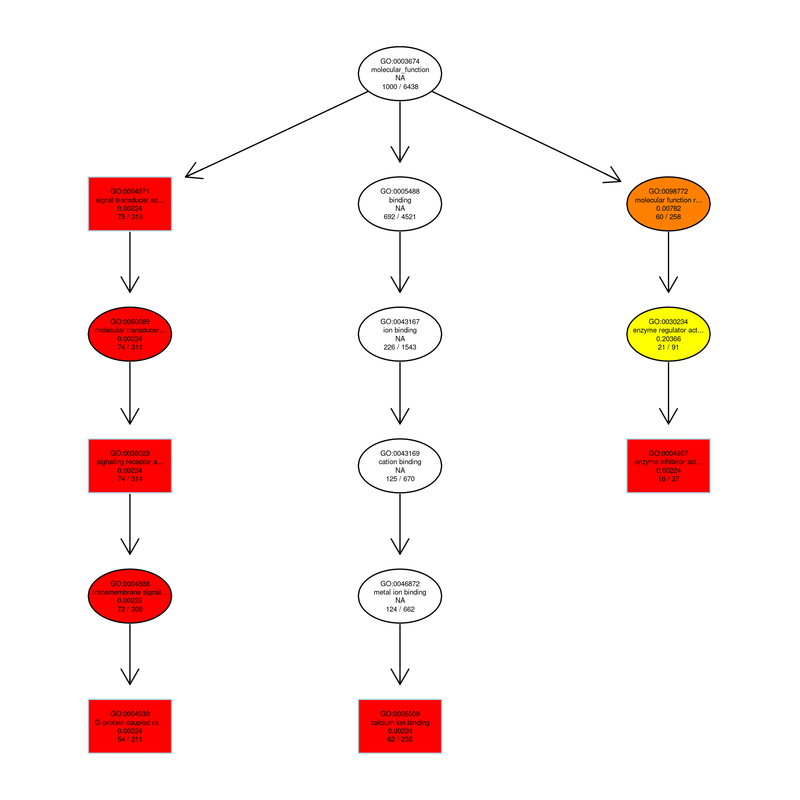 GO:0003674
molecular_function
NA
1000 / 6438
GO:0004871
signal transducer ac...
0.00224
75 / 319
GO:0005488
binding
NA
692 / 4521
GO:0098772
molecular function r...
0.00782
60 / 258
GO:0060089
molecular transducer...
0.00224
74 / 314
GO:0043167
ion binding
NA
226 / 1543
GO:0030234
enzyme regulator act...
0.20366
21 / 91
GO:0038023
signaling receptor a...
0.00224
74 / 314
GO:0043169
cation binding
NA
125 / 670
GO:0004857
enzyme inhibitor act...
0.00224
16 / 37
GO:0004888
transmembrane signal...
0.00232
72 / 308
GO:0046872
metal ion binding
NA
124 / 662
GO:0004930
G-protein coupled re...
0.00224
54 / 211
GO:0005509
calcium ion binding
0.00224
62 / 236